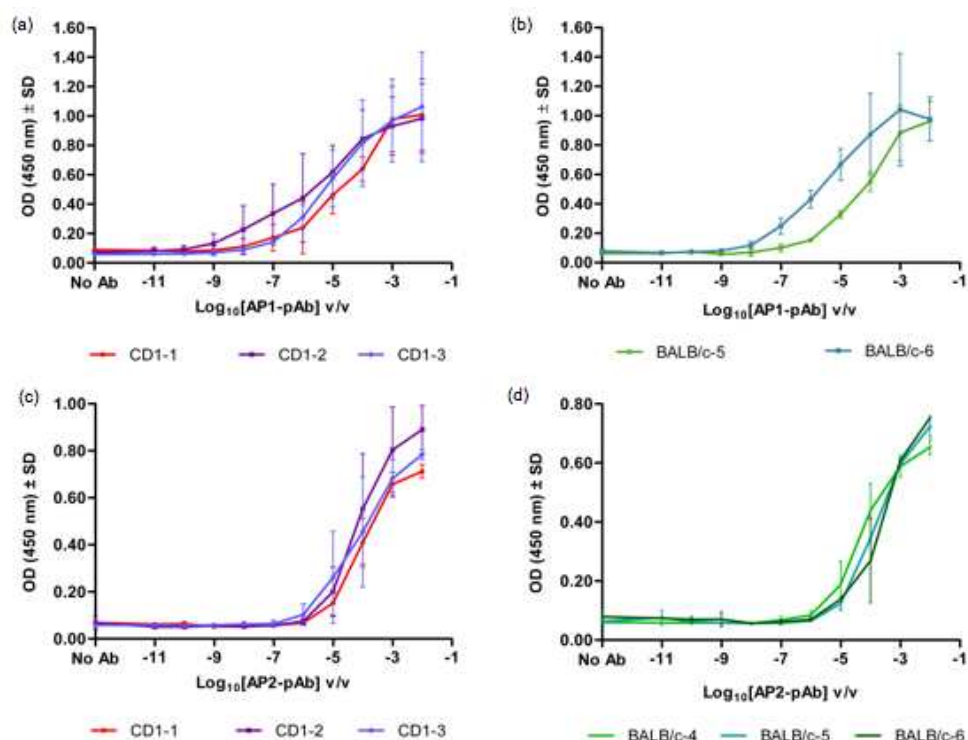 (a)
1.60
1.40
1.20
1.00
0.80
0.60
0.40
0.20
0.00
OD (450 nm) ± SD
No Ab -11 -9 -7 -5 -3 -1
Log10[AP1-pAb] v/v
CD1-1 CD1-2 CD1-3
(b)
1.60
1.40
1.20
1.00
0.80
0.60
0.40
0.20
0.00
OD (450 nm) ± SD
No Ab -11 -9 -7 -5 -3 -1
Log10[AP1-pAb] v/v
BALB/c-5 BALB/c-6
(c)
1.00
0.80
0.60
0.40
0.20
0.00
OD (450 nm) ± SD
No Ab -11 -9 -7 -5 -3 -1
Log10[AP2-pAb] v/v
CD1-1 CD1-2 CD1-3
(d)
0.80
0.60
0.40
0.20
0.00
OD (450 nm) ± SD
No Ab -11 -9 -7 -5 -3 -1
Log10[AP2-pAb] v/v
BALB/c-4 BALB/c-5 BALB/c-6